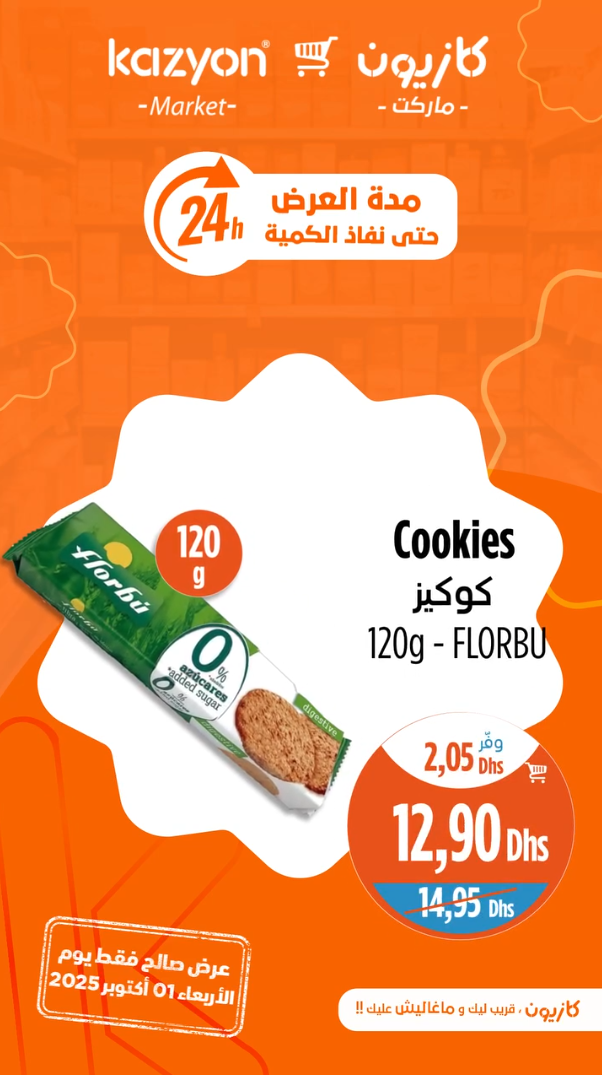 kazyon®
-Market-
كازيون
- ماركت -
24h
مدة العرض
حتى نفاذ الكمية
120
g
Florbú
0%
azúcares
*added sugar
digestive
Cookies
كوكيز
120g - FLORBU
وفّر
2,05 Dhs
12,90 Dhs
14,95 Dhs
عرض صالح فقط يوم
الأربعاء 01 أكتوبر 2025
كازيون ، قريب ليك و ماغاليش عليك !!